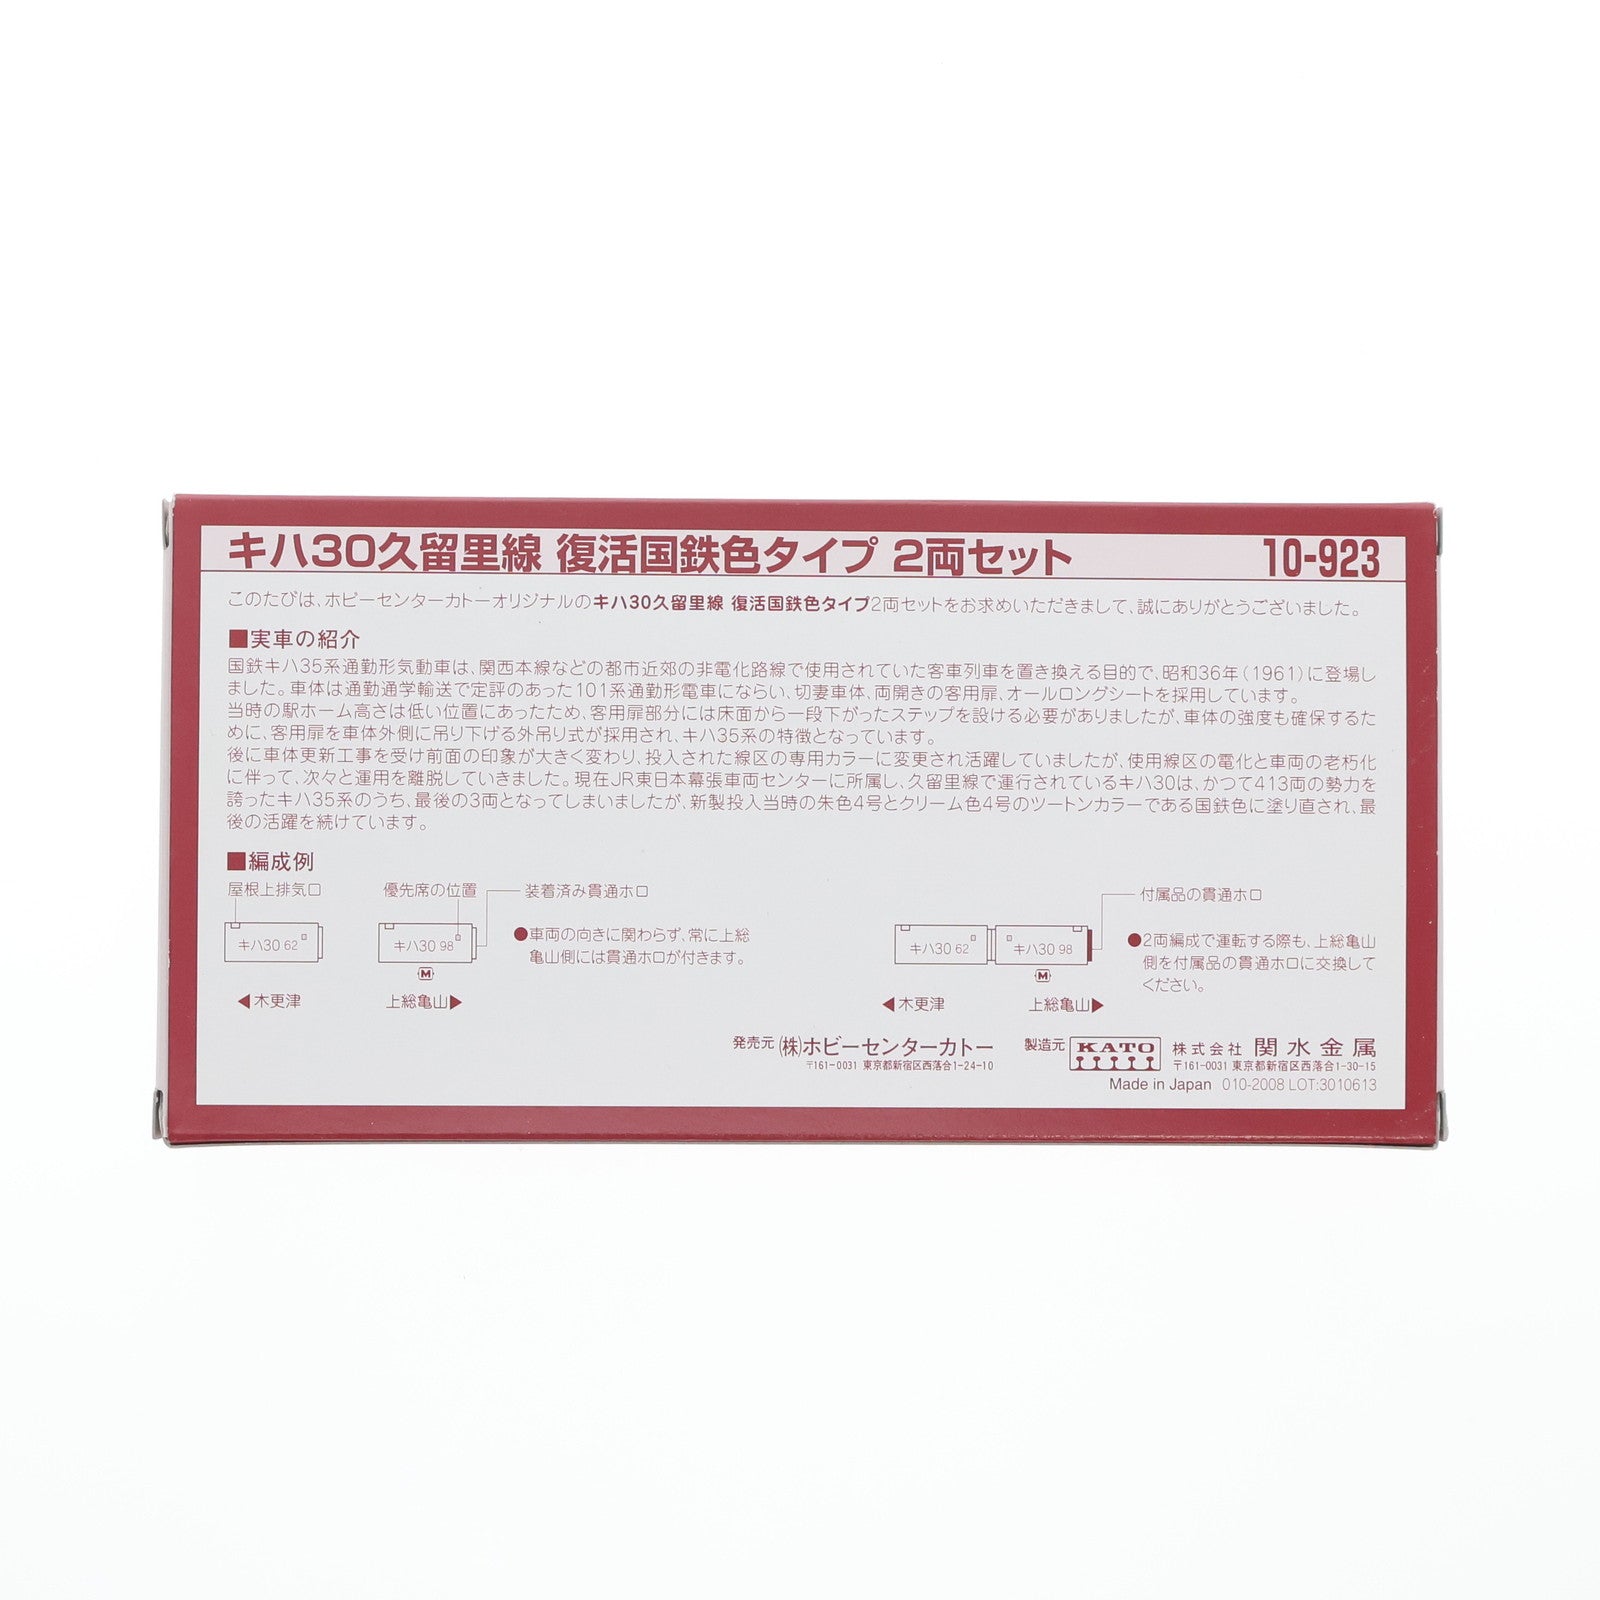 キハ30久留里線 復活国鉄色タイプ 2両セット 10-923
このたびは、ホビーセンターカトーオリジナルのキハ30久留里線 復活国鉄色タイプ2両セットをお求めいただきまして、誠にありがとうございました。
■実車の紹介
国鉄キハ35系通勤形気動車は、関西本線などの都市近郊の非電化路線で使用されていた客車列車を置き換える目的で、昭和36年(1961)に登場し
ました。車体は通勤通学輸送で定評のあった101系通勤形電車にならい、切妻車体、両開きの客用扉、オールロングシートを採用しています。
当時の駅ホーム高さは低い位置にあったため、客用扉部分には床面から一段下がったステップを設ける必要がありましたが、車体の強度も確保するた
めに、客用扉を車体外側に吊り下げる外吊り式が採用され、キハ35系の特徴となっています。
後に車体更新工事を受け前面の印象が大きく変わり、投入された線区の専用カラーに変更され活躍していましたが、使用線区の電化と車両の老朽化
に伴って、次々と運用を離脱していきました。現在JR東日本幕張車両センターに所属し、久留里線で運行されているキハ30は、かつて413両の勢力を
誇ったキハ35系のうち、最後の3両となってしまいましたが、新製投入当時の朱色4号とクリーム色4号のツートンカラーである国鉄色に塗り直され、最
後の活躍を続けています。
■編成例
屋根上排気口 優先席の位置 装着済み貫通ホロ
キハ30 62 キハ30 98
M
●車両の向きに関わらず、常に上総
亀山側には貫通ホロが付きます。
◀木更津 上総亀山▶
付属品の貫通ホロ
キハ30 62 キハ30 98
M
●2両編成で運転する際も、上総亀山
側を付属品の貫通ホロに交換して
ください。
◀木更津 上総亀山▶
発売元 (株)ホビーセンターカトー
〒161-0031 東京都新宿区西落合1-24-10
製造元 KATO 株式会社 関水金属
〒161-0031 東京都新宿区西落合1-30-15
Made in Japan 010-2008 LOT:3010613